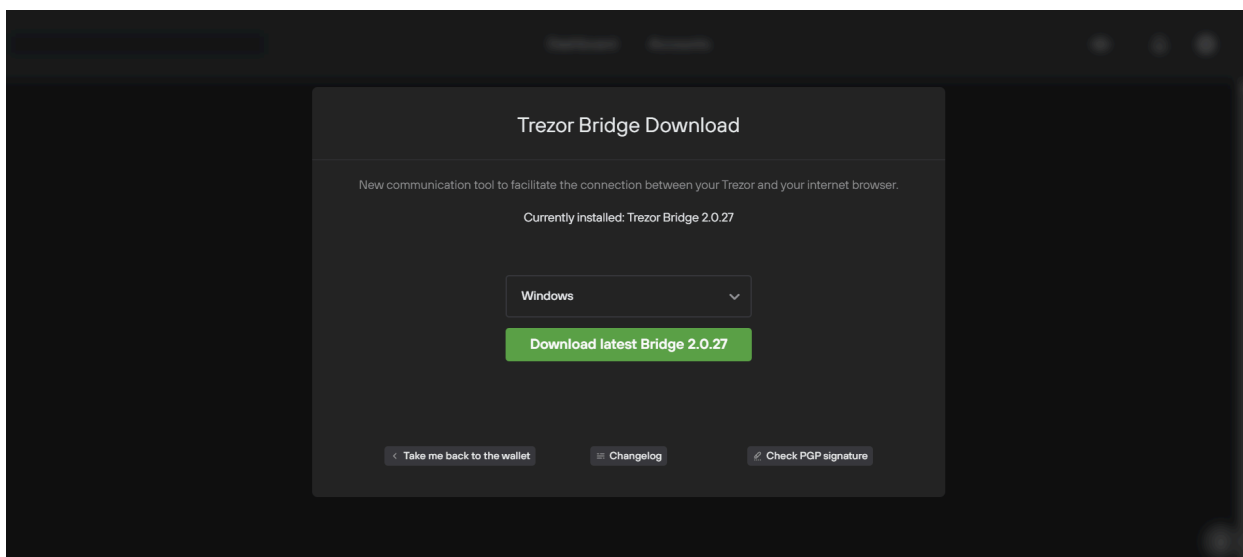 Dashboard Accounts
Trezor Bridge Download
New communication tool to facilitate the connection between your Trezor and your internet browser.
Currently installed: Trezor Bridge 2.0.27
Windows
Download latest Bridge 2.0.27
Take me back to the wallet
Changelog
Check PGP signature